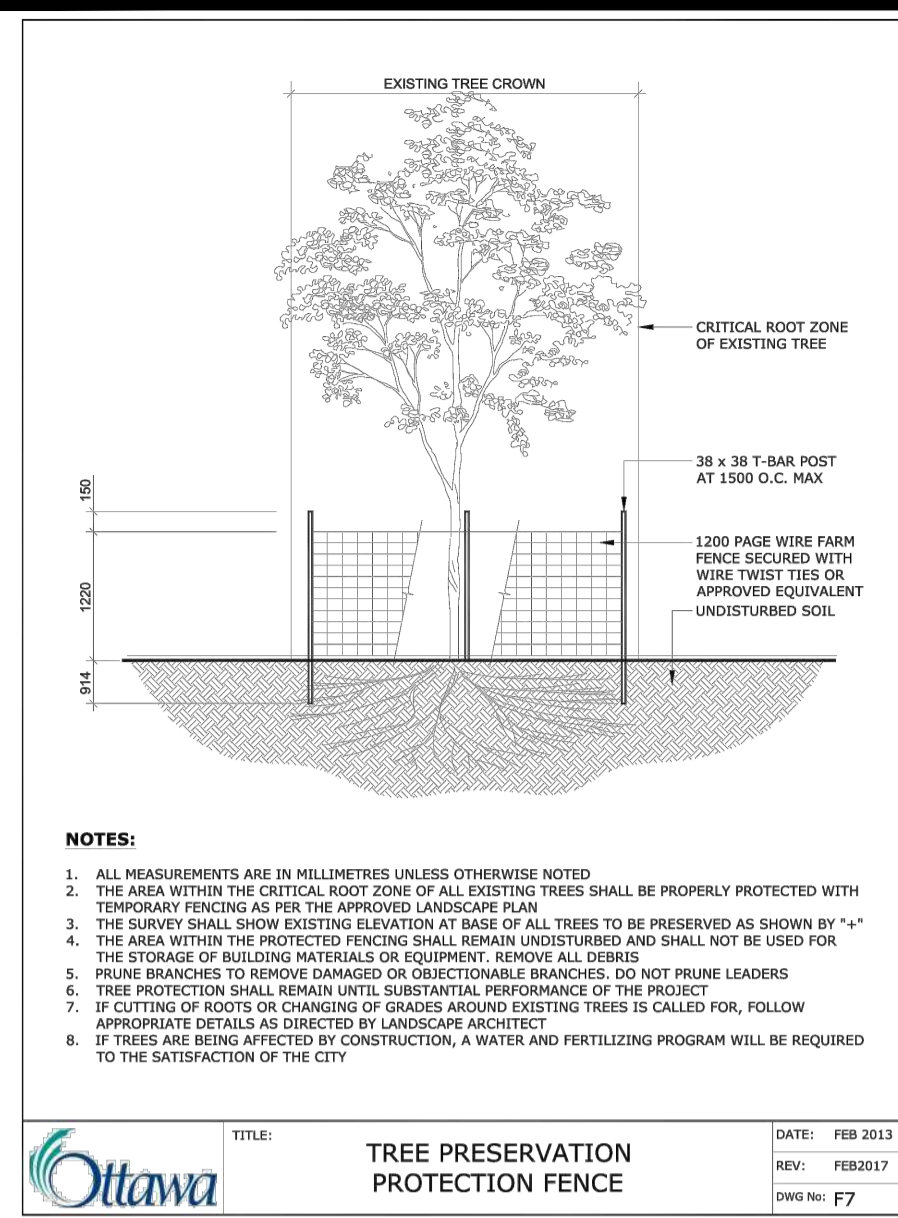 EXISTING TREE CROWN
CRITICAL ROOT ZONE
OF EXISTING TREE
38 x 38 T-BAR POST
AT 1500 O.C. MAX
150
1200 PAGE WIRE FARM
FENCE SECURED WITH
WIRE TWIST TIES OR
APPROVED EQUIVALENT
1220
UNDISTURBED SOIL
914
NOTES:
1. ALL MEASUREMENTS ARE IN MILLIMETRES UNLESS OTHERWISE NOTED
2. THE AREA WITHIN THE CRITICAL ROOT ZONE OF ALL EXISTING TREES SHALL BE PROPERLY PROTECTED WITH
TEMPORARY FENCING AS PER THE APPROVED LANDSCAPE PLAN
3. THE SURVEY SHALL SHOW EXISTING ELEVATION AT BASE OF ALL TREES TO BE PRESERVED AS SHOWN BY "+"
4. THE AREA WITHIN THE PROTECTED FENCING SHALL REMAIN UNDISTURBED AND SHALL NOT BE USED FOR
THE STORAGE OF BUILDING MATERIALS OR EQUIPMENT. REMOVE ALL DEBRIS
5. PRUNE BRANCHES TO REMOVE DAMAGED OR OBJECTIONABLE BRANCHES. DO NOT PRUNE LEADERS
6. TREE PROTECTION SHALL REMAIN UNTIL SUBSTANTIAL PERFORMANCE OF THE PROJECT
7. IF CUTTING OF ROOTS OR CHANGING OF GRADES AROUND EXISTING TREES IS CALLED FOR, FOLLOW
APPROPRIATE DETAILS AS DIRECTED BY LANDSCAPE ARCHITECT
8. IF TREES ARE BEING AFFECTED BY CONSTRUCTION, A WATER AND FERTILIZING PROGRAM WILL BE REQUIRED
TO THE SATISFACTION OF THE CITY
Ottawa
TITLE:
TREE PRESERVATION
PROTECTION FENCE
DATE: FEB 2013
REV: FEB2017
DWG No: F7